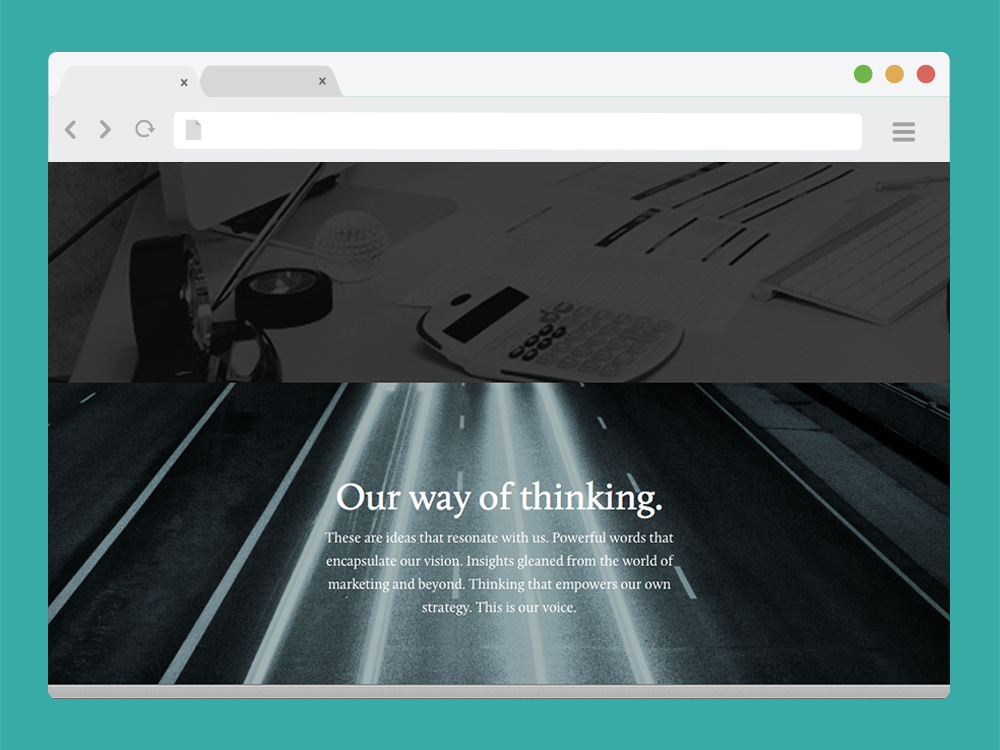 x
x
Our way of thinking.
These are ideas that resonate with us. Powerful words that
encapsulate our vision. Insights gleaned from the world of
marketing and beyond. Thinking that empowers our own
strategy. This is our voice.